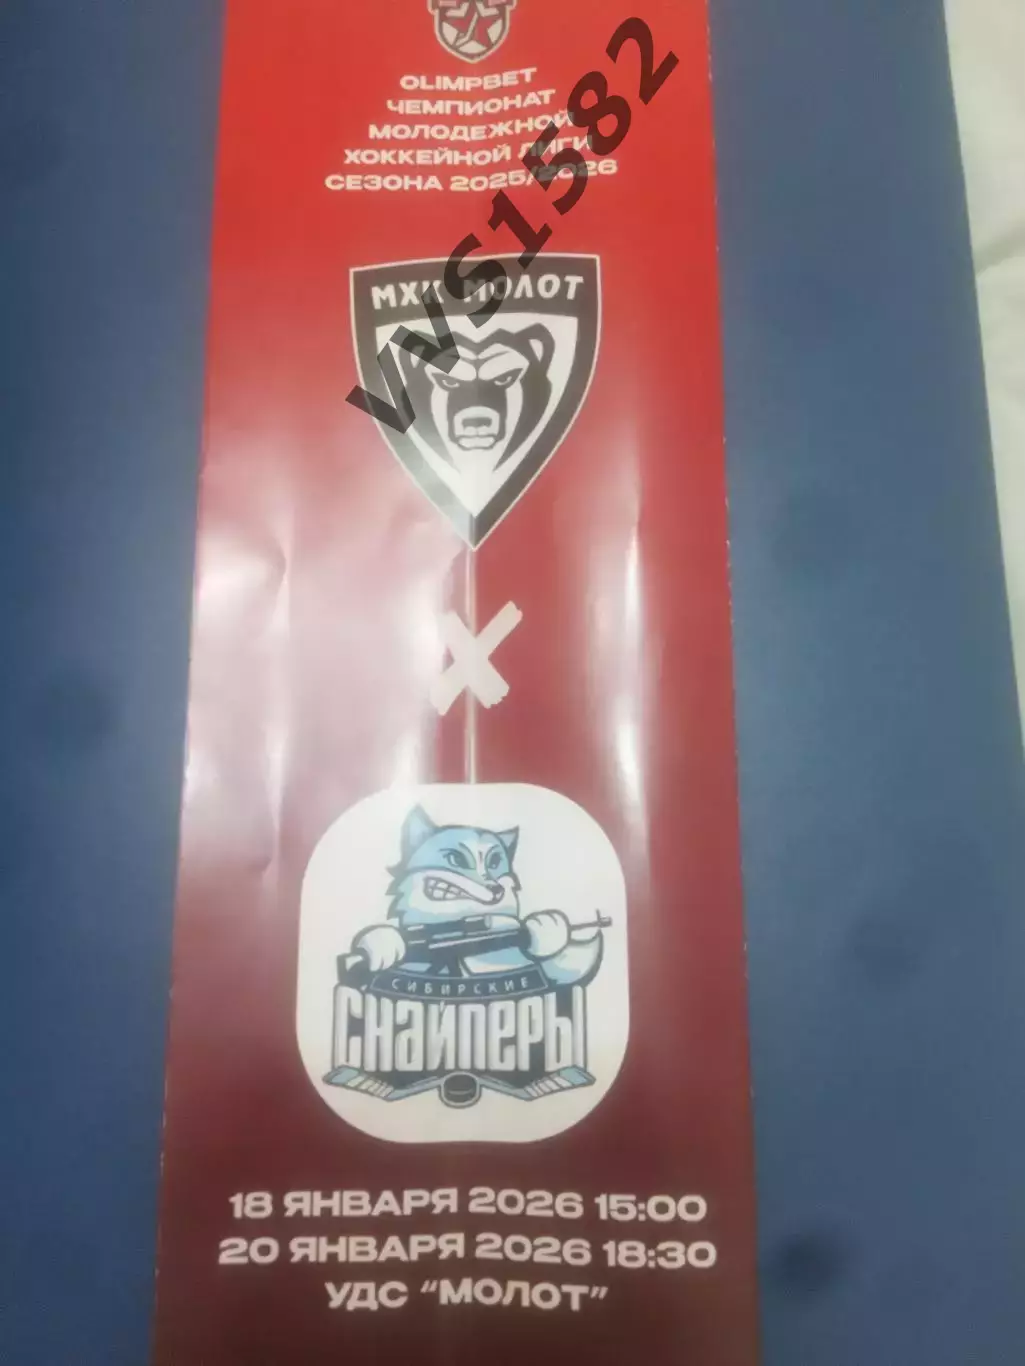 OLIMPBET
ЧЕМПИОНАТ
МОЛОДЕЖНОЙ
ХОККЕЙНОЙ ЛИГИ
СЕЗОНА 2025/2026
VVS1582
МХК МОЛОТ
X
СИБИРСКИЕ
СНАЙПЕРЫ
18 ЯНВАРЯ 2026 15:00
20 ЯНВАРЯ 2026 18:30
УДС "МОЛОТ"